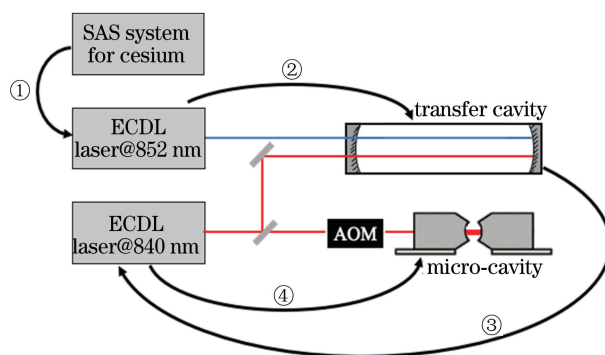 SAS system
for cesium
①
②
ECDL
laser@852 nm
transfer cavity
ECDL
laser@840 nm
AOM
micro-cavity
④
③